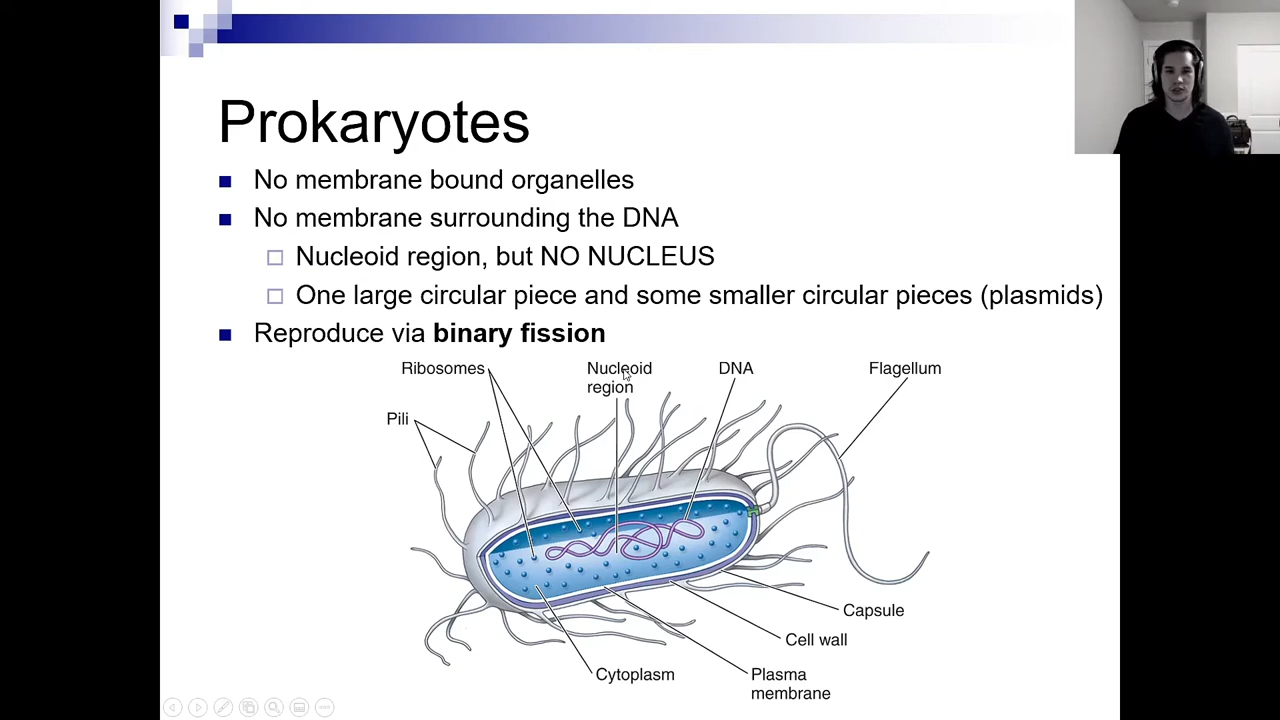 Prokaryotes
No membrane bound organelles
No membrane surrounding the DNA
Nucleoid region, but NO NUCLEUS
One large circular piece and some smaller circular pieces (plasmids)
Reproduce via binary fission
Ribosomes
Nucleoid
region
DNA
Flagellum
Pili
Capsule
Cell wall
Cytoplasm
Plasma
membrane